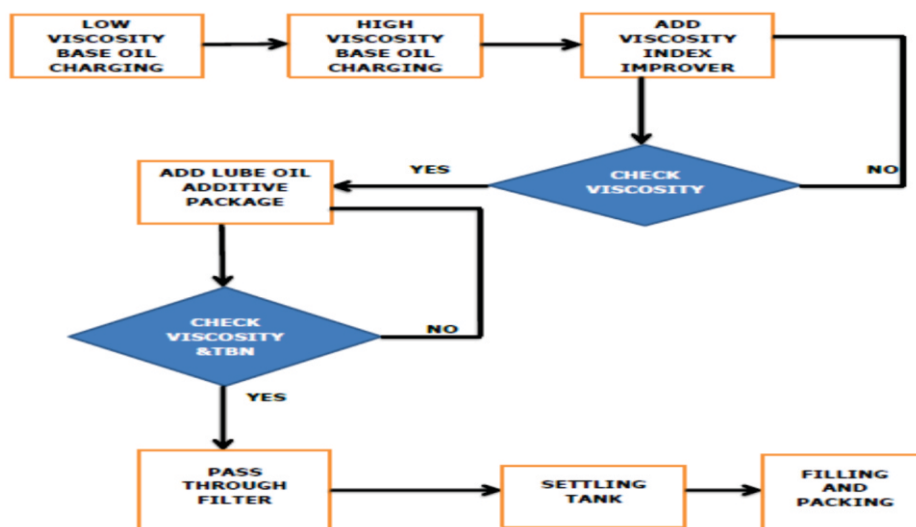 LOW
VISCOSITY
BASE OIL
CHARGING
HIGH
VISCOSITY
BASE OIL
CHARGING
ADD
VISCOSITY
INDEX
IMPROVER
CHECK
VISCOSITY
NO
YES
ADD LUBE OIL
ADDITIVE
PACKAGE
CHECK
VISCOSITY
&TBN
NO
YES
PASS
THROUGH
FILTER
SETTLING
TANK
FILLING
AND
PACKING